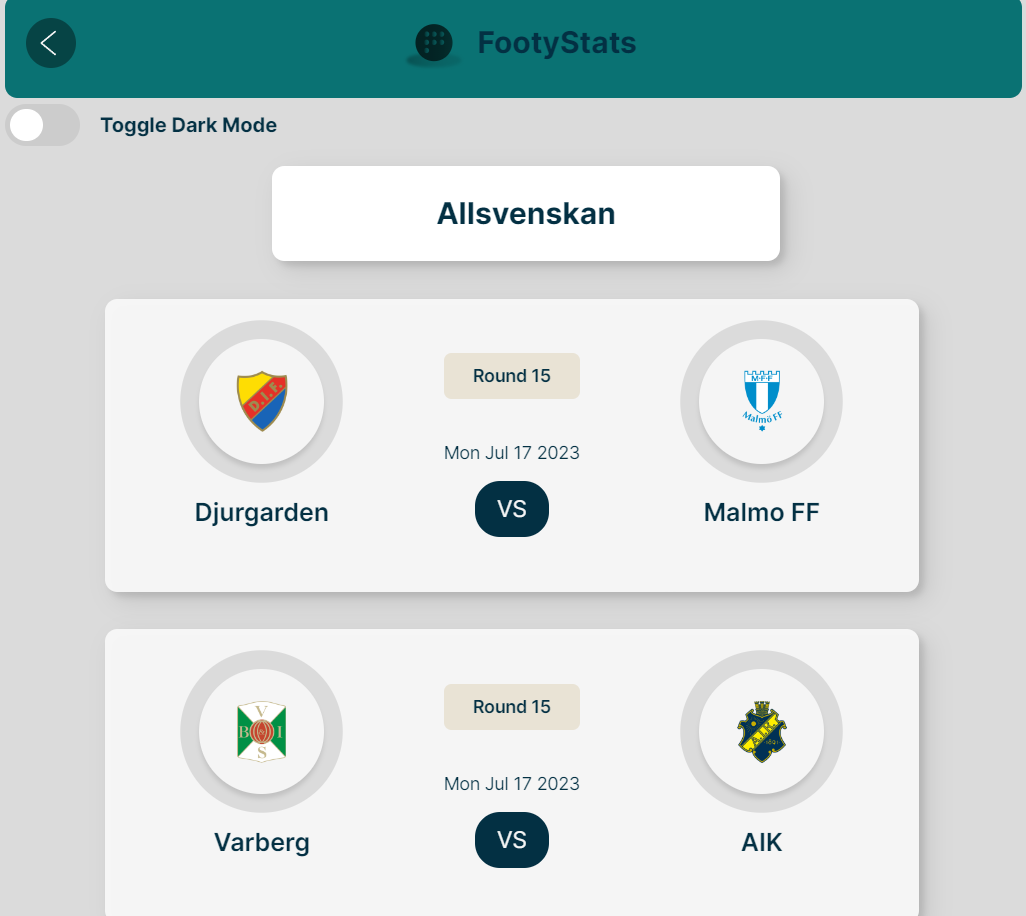 FootyStats
Toggle Dark Mode
Allsvenskan
D.I.F.
Round 15
M·F·F
Malmö FF
Mon Jul 17 2023
VS
Djurgarden
Malmo FF
Round 15
V
B I
S
A.I.K.
1891
Mon Jul 17 2023
VS
Varberg
AIK